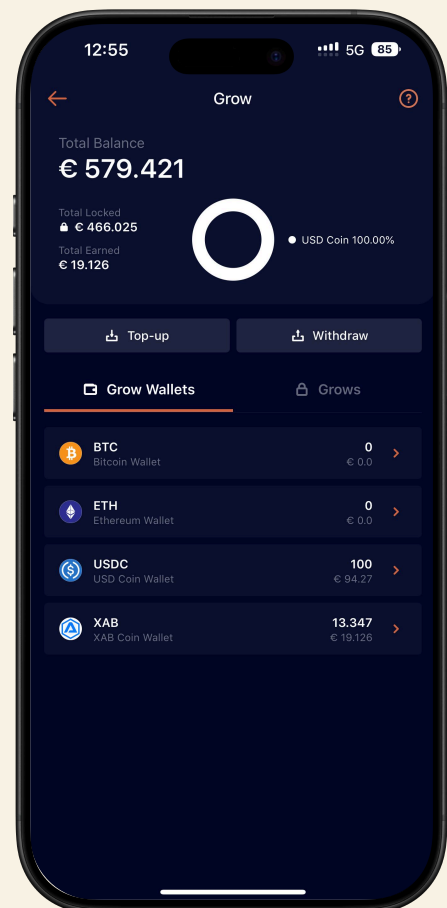 12:55
5G 85
Grow
?
Total Balance
€ 579.421
Total Locked
€ 466.025
Total Earned
€ 19.126
USD Coin 100.00%
Top-up
Withdraw
Grow Wallets
Grows
BTC
0
Bitcoin Wallet
€ 0.0
ETH
0
Ethereum Wallet
€ 0.0
USDC
100
USD Coin Wallet
€ 94.27
XAB
13.347
XAB Coin Wallet
€ 19.126